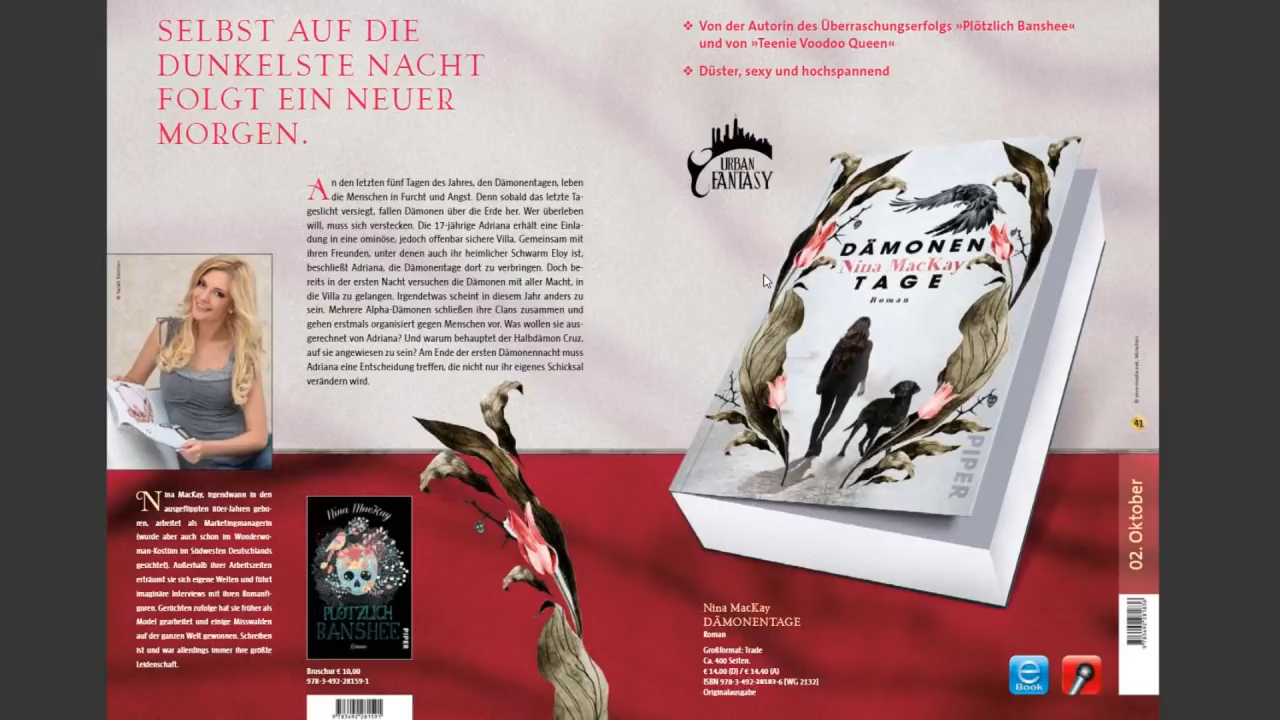 SELBST AUF DIE
DUNKELSTE NACHT
FOLGT EIN NEUER
MORGEN.
An den letzten fünf Tagen des Jahres, den Dämonentagen, leben
die Menschen in Furcht und Angst. Denn sobald das letzte Ta-
geslicht versiegt, fallen Dämonen über die Erde her. Wer überleben
will, muss sich verstecken. Die 17-jährige Adriana erhält eine Einla-
dung in eine ominöse, jedoch offenbar sichere Villa. Gemeinsam mit
ihren Freunden, unter denen auch ihr heimlicher Schwarm Eloy ist,
beschließt Adriana, die Dämonentage dort zu verbringen. Doch be-
reits in der ersten Nacht versuchen die Dämonen mit aller Macht, in
die Villa zu gelangen. Irgendetwas scheint in diesem Jahr anders zu
sein. Mehrere Alpha-Dämonen schließen ihre Clans zusammen und
gehen erstmals organisiert gegen Menschen vor. Was wollen sie aus-
gerechnet von Adriana? Und warum behauptet der Halbdämon Cruz,
auf sie angewiesen zu sein? Am Ende der ersten Dämonennacht muss
Adriana eine Entscheidung treffen, die nicht nur ihr eigenes Schicksal
verändern wird.
Nina MacKay, irgendwann in den
ausgeflippten 80er-Jahren gebo-
ren, arbeitet als Marketingmanagerin
(wurde aber auch schon im Wonderwo-
man-Kostüm im Südwesten Deutschlands
gesichtet). Außerhalb ihrer Arbeitszeiten
erträumt sie sich eigene Welten und führt
imaginäre Interviews mit ihren Romanfi-
guren. Gerüchten zufolge hat sie früher als
Model gearbeitet und einige Misswahlen
auf der ganzen Welt gewonnen. Schreiben
ist und war allerdings immer ihre größte
Leidenschaft.
Nina MacKay
PLÖTZLICH
BANSHEE
PIPER
Broschur € 10,00
978-3-492-28159-1
9783492281591
❖ Von der Autorin des Überraschungserfolgs »Plötzlich Banshee«
und von »Teenie Voodoo Queen«
❖ Düster, sexy und hochspannend
URBAN
FANTASY
DÄMONEN
Nina MacKay
TAGE
Roman
PIPER
Nina MacKay
DÄMONENTAGE
Roman
Großformat: Trade
Ca. 400 Seiten.
€ 14,00 (D) / € 14,40 (A)
[WG 2132]
Originalausgabe
eBook
41
02. Oktober